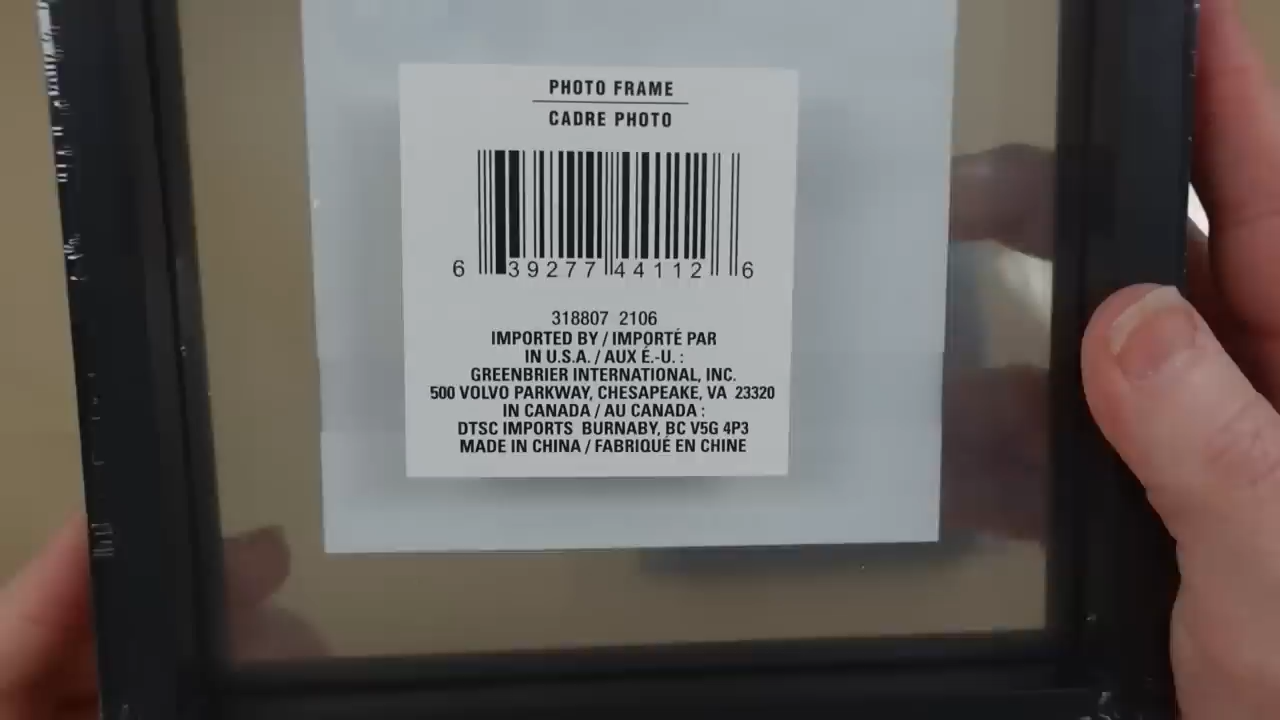 PHOTO FRAME
CADRE PHOTO
6 39277 44112 6
318807 2106
IMPORTED BY / IMPORTÉ PAR
IN U.S.A. / AUX É.-U. :
GREENBRIER INTERNATIONAL, INC.
500 VOLVO PARKWAY, CHESAPEAKE, VA 23320
IN CANADA / AU CANADA :
DTSC IMPORTS BURNABY, BC V5G 4P3
MADE IN CHINA / FABRIQUÉ EN CHINE